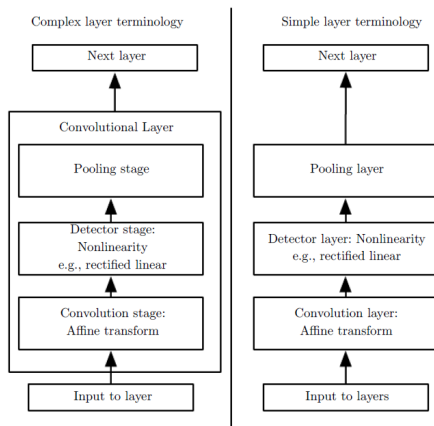 Complex layer terminology
Next layer
Convolutional Layer
Pooling stage
Detector stage:
Nonlinearity
e.g., rectified linear
Convolution stage:
Affine transform
Input to layer
Simple layer terminology
Next layer
Pooling layer
Detector layer: Nonlinearity
e.g., rectified linear
Convolution layer:
Affine transform
Input to layers